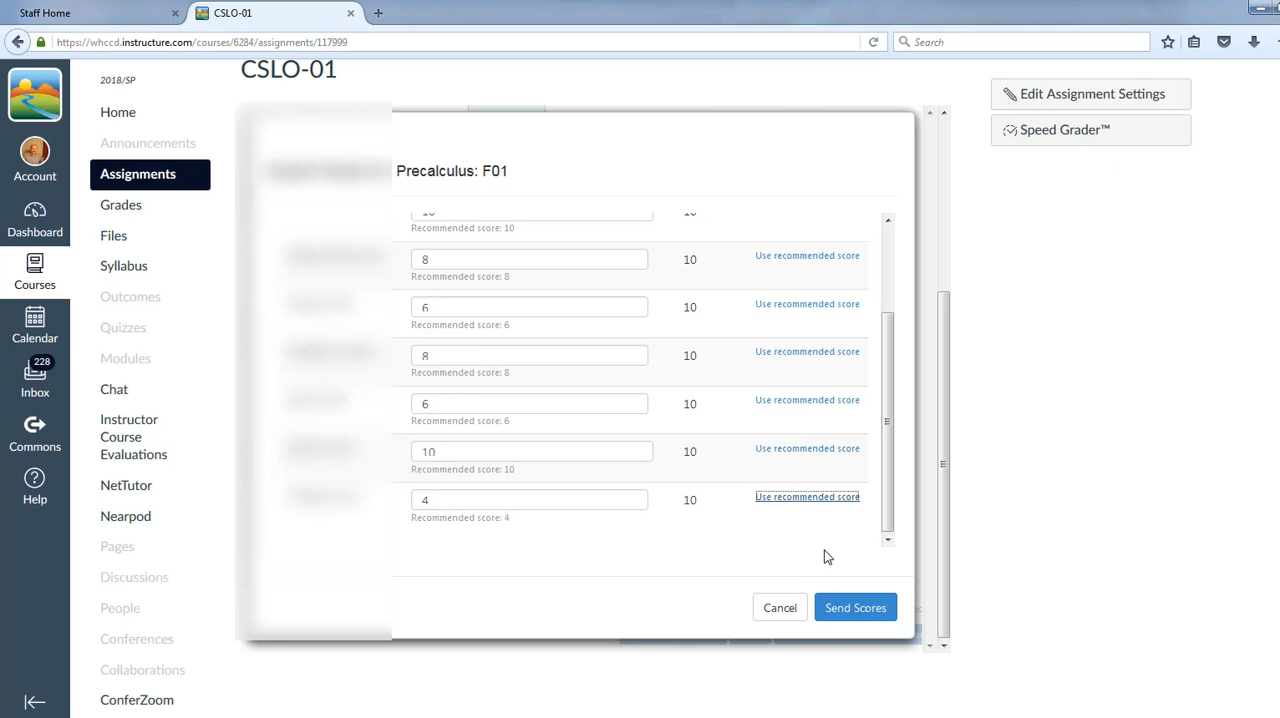 Staff Home
CSLO-01
https://whccd.instructure.com/courses/6284/assignments/117999
Search
Account
Dashboard
Courses
Calendar
228
Inbox
Commons
Help
2018/SP
Home
Announcements
Assignments
Grades
Files
Syllabus
Outcomes
Quizzes
Modules
Chat
Instructor
Course
Evaluations
NetTutor
Nearpod
Pages
Discussions
People
Conferences
Collaborations
ConferZoom
CSLO-01
Precalculus: F01
10 10
Recommended score: 10
8 10 Use recommended score
Recommended score: 8
6 10 Use recommended score
Recommended score: 6
8 10 Use recommended score
Recommended score: 8
6 10 Use recommended score
Recommended score: 6
10 10 Use recommended score
Recommended score: 10
4 10 Use recommended score
Recommended score: 4
Cancel Send Scores
Edit Assignment Settings
Speed Grader™